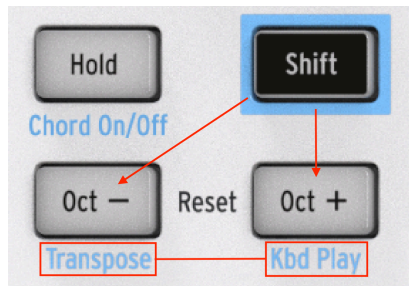 Hold Shift
Chord On/Off
Oct − Reset Oct +
Transpose Kbd Play